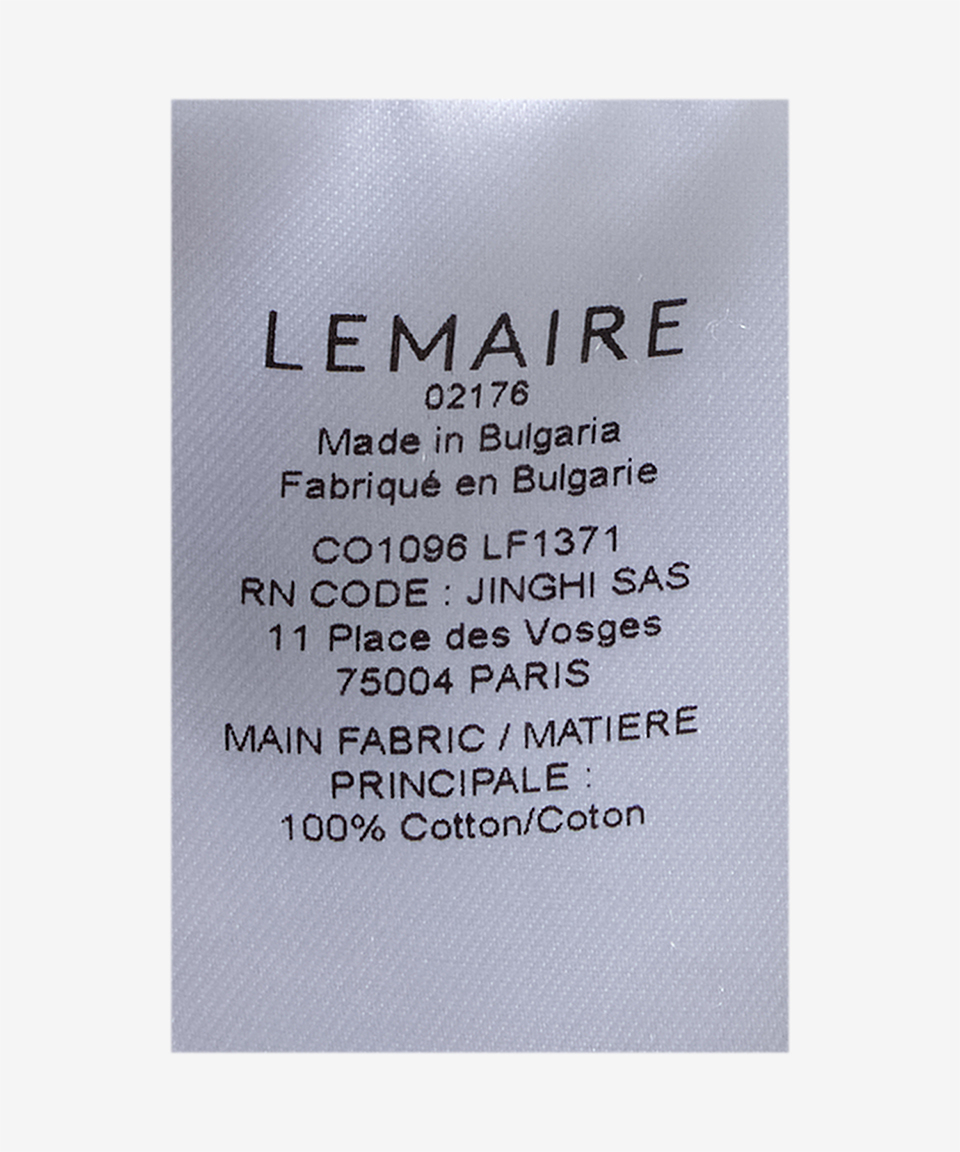 LEMAIRE
02176
Made in Bulgaria
Fabriqué en Bulgarie
CO1096 LF1371
RN CODE : JINGHI SAS
11 Place des Vosges
75004 PARIS
MAIN FABRIC / MATIERE
PRINCIPALE :
100% Cotton/Coton